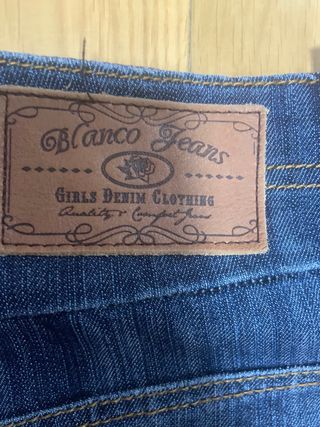 Blanco Jeans
GIRLS DENIM CLOTHING
Quality & Comfort Jeans